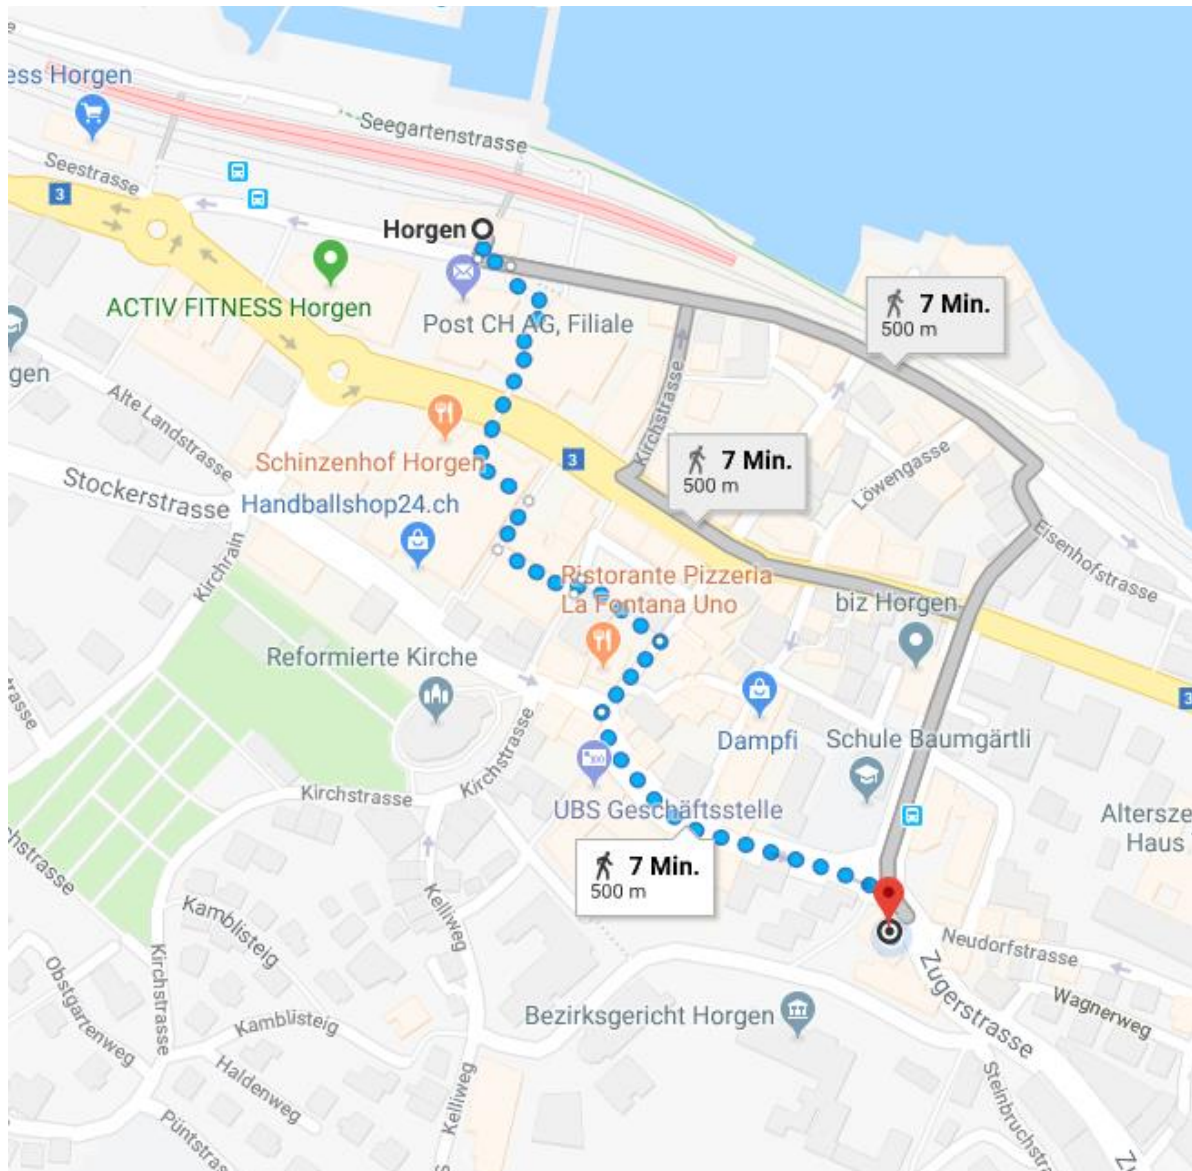 ess Horgen
Seegartenstrasse
Seestrasse
3
Horgen
ACTIV FITNESS Horgen
Post CH AG, Filiale
7 Min.
500 m
gen
Alte Landstrasse
Kirchstrasse
Schinzenhof Horgen
3
7 Min.
500 m
Löwengasse
Stockerstrasse
Handballshop24.ch
Eisenhofstrasse
Kirchrain
Ristorante Pizzeria
La Fontana Uno
biz Horgen
Reformierte Kirche
3
Dampfi
Schule Baumgärtli
Kirchstrasse
Kirchstrasse
UBS Geschäftsstelle
Altersze
Haus
7 Min.
500 m
Kelliweg
Kamblisteig
Neudorfstrasse
Zugerstrasse
Obstgartenweg
Kirchstrasse
Kamblisteig
Bezirksgericht Horgen
Wagnerweg
Haldenweg
Kelliweg
Steinbruchstr
Püntstras